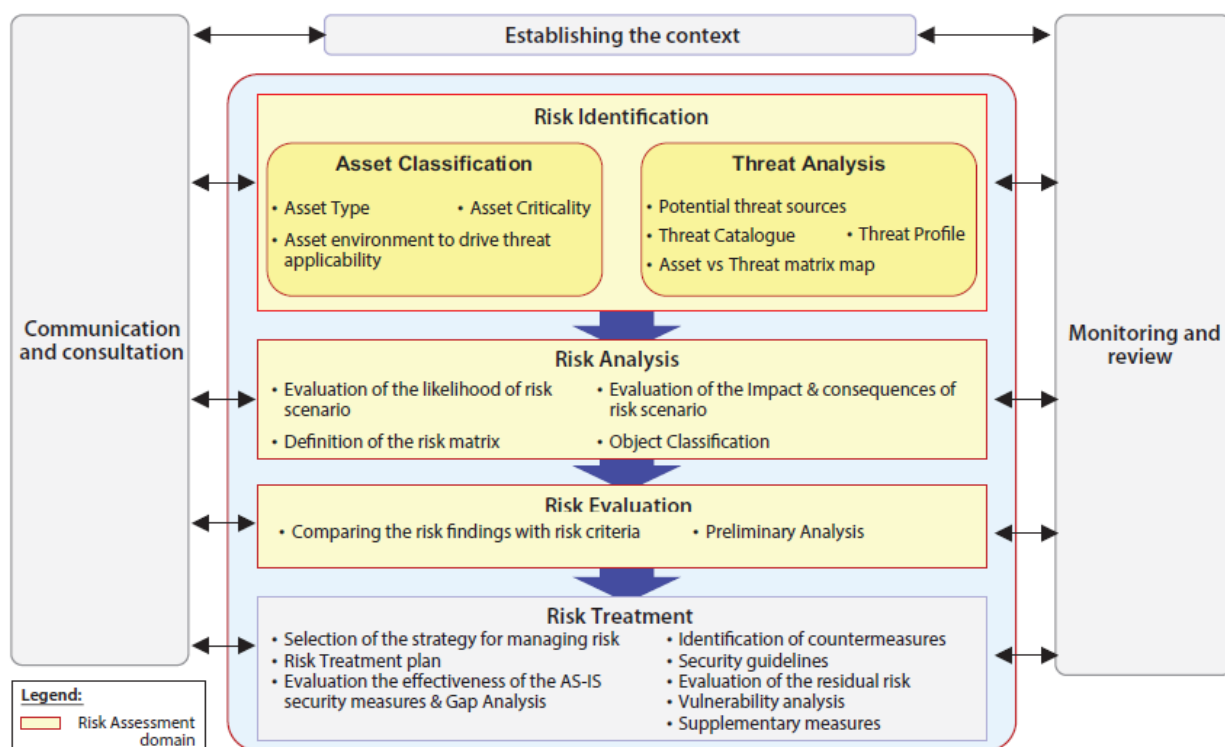 Establishing the context
Communication
and consultation
Monitoring and
review
Risk Identification
Asset Classification
• Asset Type
• Asset Criticality
• Asset environment to drive threat
applicability
Threat Analysis
• Potential threat sources
• Threat Catalogue
• Threat Profile
• Asset vs Threat matrix map
Risk Analysis
• Evaluation of the likelihood of risk
scenario
• Evaluation of the Impact & consequences of
risk scenario
• Definition of the risk matrix
• Object Classification
Risk Evaluation
• Comparing the risk findings with risk criteria
• Preliminary Analysis
Risk Treatment
• Selection of the strategy for managing risk
• Risk Treatment plan
• Evaluation the effectiveness of the AS-IS
security measures & Gap Analysis
• Identification of countermeasures
• Security guidelines
• Evaluation of the residual risk
• Vulnerability analysis
• Supplementary measures
Legend:
Risk Assessment
domain